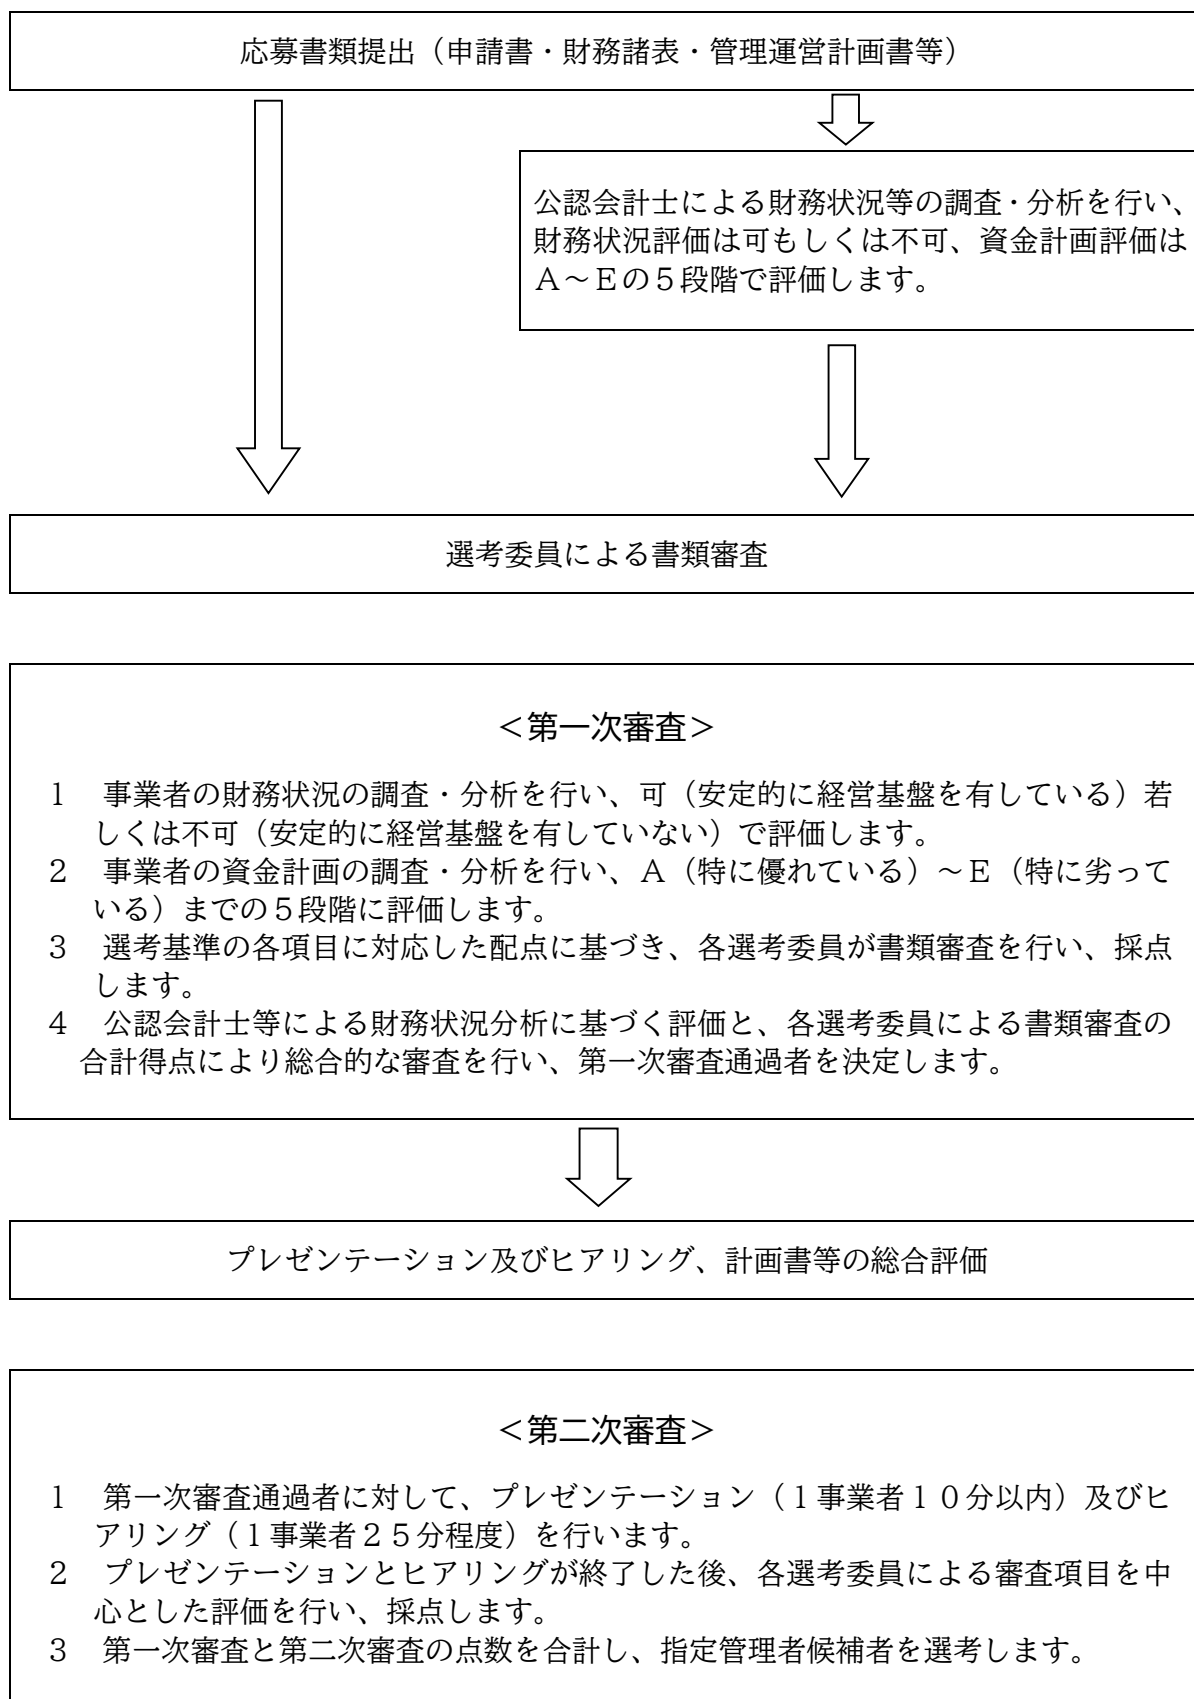 応募書類提出（申請書・財務諸表・管理運営計画書等）
公認会計士による財務状況等の調査・分析を行い、
財務状況評価は可もしくは不可、資金計画評価は
Ａ～Ｅの５段階で評価します。
選考委員による書類審査
＜第一次審査＞
１　事業者の財務状況の調査・分析を行い、可（安定的に経営基盤を有している）若
しくは不可（安定的に経営基盤を有していない）で評価します。
２　事業者の資金計画の調査・分析を行い、Ａ（特に優れている）～Ｅ（特に劣って
いる）までの５段階に評価します。
３　選考基準の各項目に対応した配点に基づき、各選考委員が書類審査を行い、採点
します。
４　公認会計士等による財務状況分析に基づく評価と、各選考委員による書類審査の
合計得点により総合的な審査を行い、第一次審査通過者を決定します。
プレゼンテーション及びヒアリング、計画書等の総合評価
＜第二次審査＞
１　第一次審査通過者に対して、プレゼンテーション（１事業者１０分以内）及びヒ
アリング（１事業者２５分程度）を行います。
２　プレゼンテーションとヒアリングが終了した後、各選考委員による審査項目を中
心とした評価を行い、採点します。
３　第一次審査と第二次審査の点数を合計し、指定管理者候補者を選考します。